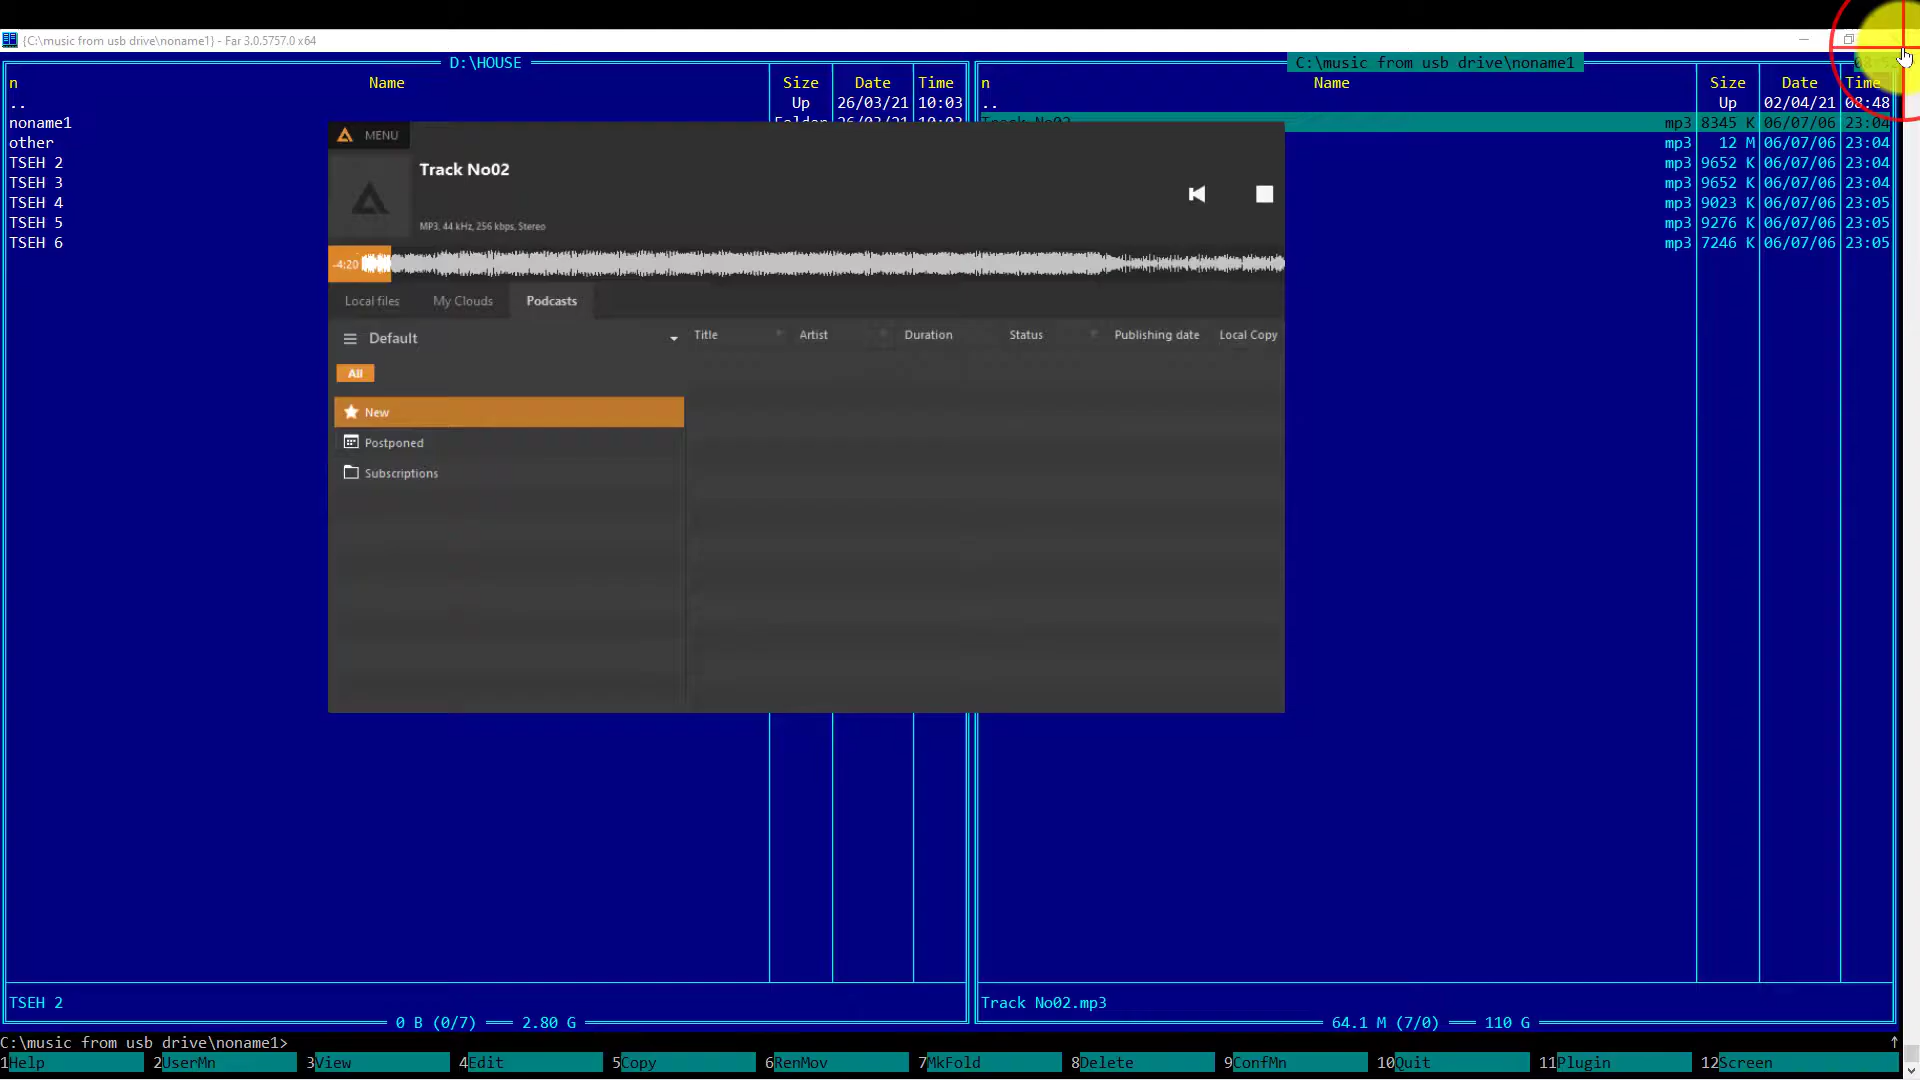 {C:\music from usb drive\noname1} - Far 3.0.5757.0 x64
D:\HOUSE
n Name Size Date Time
.. Up 26/03/21 10:03
noname1 Folder 26/03/21 10:03
other
TSEH 2
TSEH 3
TSEH 4
TSEH 5
TSEH 6
TSEH 2
0 B (0/7) 2.80 G
C:\music from usb drive\noname1
n Name Size Date Time
.. Up 02/04/21 08:48
Track No02 mp3 8345 K 06/07/06 23:04
mp3 12 M 06/07/06 23:04
mp3 9652 K 06/07/06 23:04
mp3 9652 K 06/07/06 23:04
mp3 9023 K 06/07/06 23:05
mp3 9276 K 06/07/06 23:05
mp3 7246 K 06/07/06 23:05
Track No02.mp3
64.1 M (7/0) 110 G
MENU
Track No02
MP3, 44 kHz, 256 kbps, Stereo
-4:20
Local files My Clouds Podcasts
Default
Title Artist Duration Status Publishing date Local Copy
All
New
Postponed
Subscriptions
C:\music from usb drive\noname1>
1Help 2UserMn 3View 4Edit 5Copy 6RenMov 7MkFold 8Delete 9ConfMn 10Quit 11Plugin 12Screen